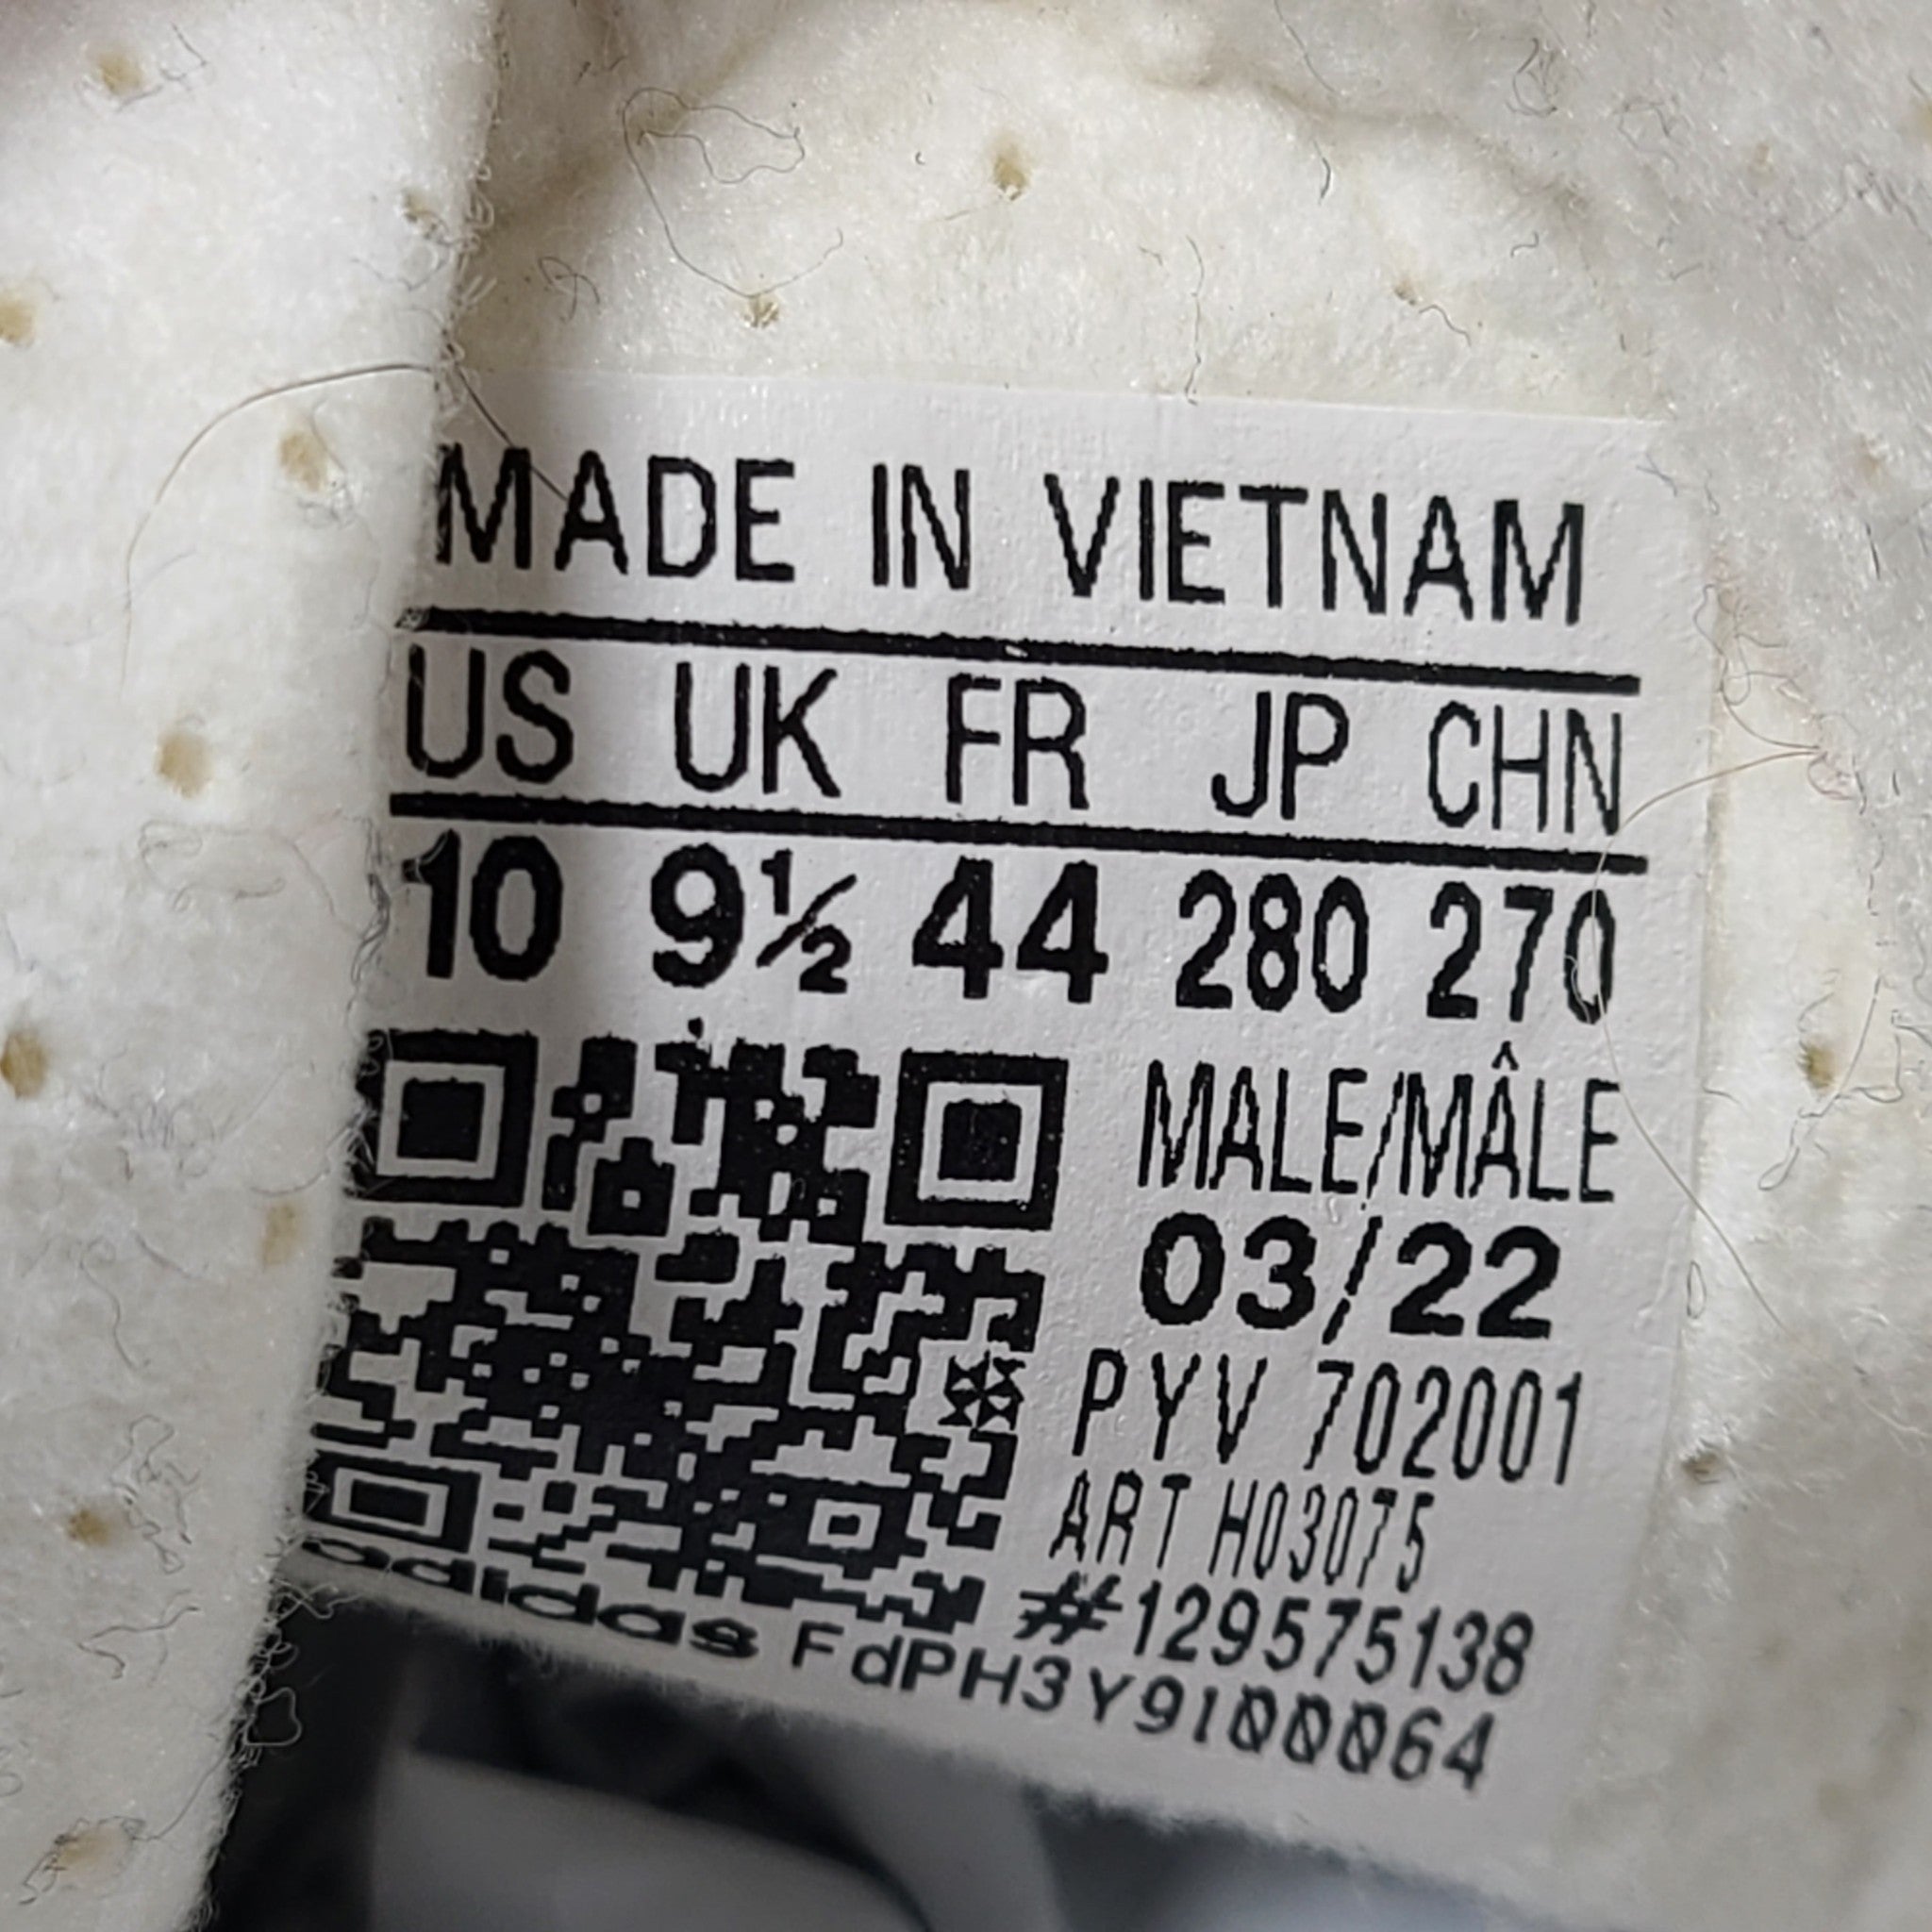 MADE IN VIETNAM
US UK FR JP CHN
10 9½ 44 280 270
MALE/MÂLE
03/22
PYV 702001
ART H03075
#129575138
adidas FdPH3Y9I00064